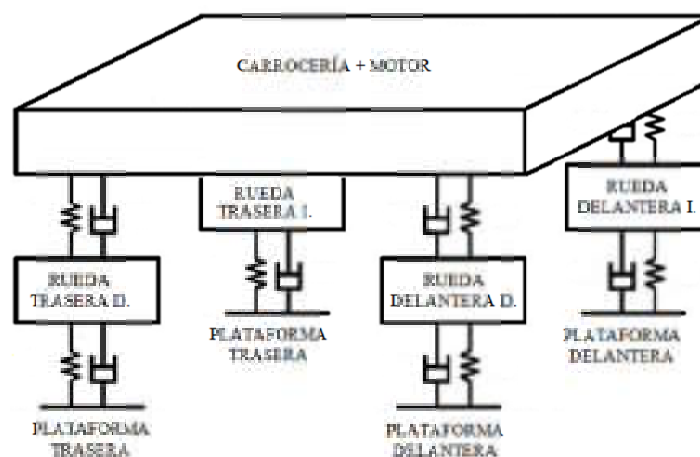 CARROCERÍA + MOTOR
RUEDA
TRASERA I.
RUEDA
DELANTERA I.
RUEDA
TRASERA D.
RUEDA
DELANTERA D.
PLATAFORMA
TRASERA
PLATAFORMA
DELANTERA
PLATAFORMA
TRASERA
PLATAFORMA
DELANTERA